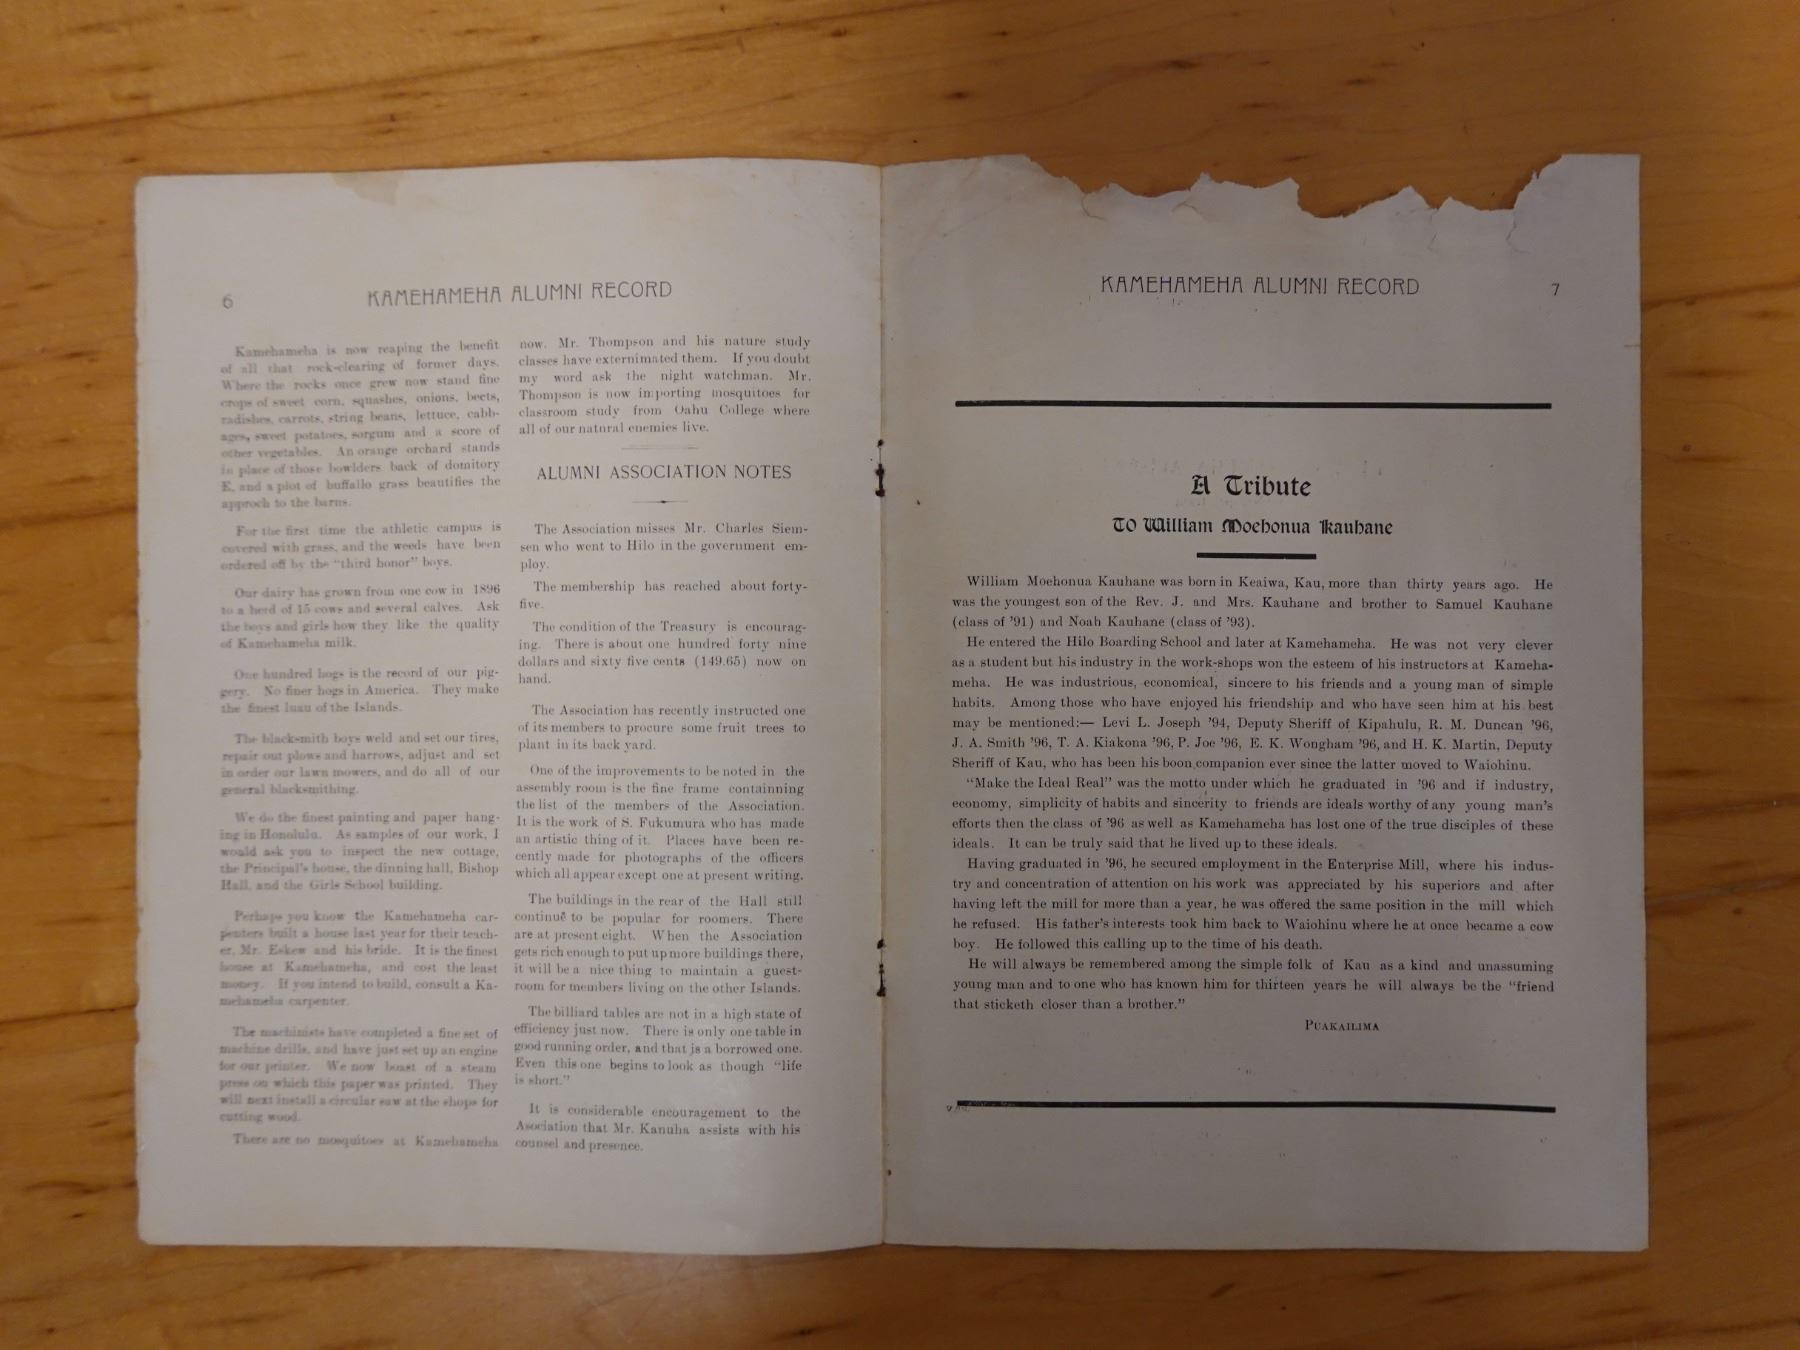 6
KAMEHAMEHA ALUMNI RECORD
Kamehameha is now reaping the benefit
of all that rock-clearing of former days.
Where the rocks once grew now stand fine
crops of sweet corn, squashes, onions, beets,
radishes, carrots, string beans, lettuce, cabb-
ages, sweet potatoes, sorgum and a score of
other vegetables. An orange orchard stands
in place of those bowlders back of domitory
E, and a plot of buffallo grass beautifies the
approch to the barns.
For the first time the athletic campus is
covered with grass, and the weeds have been
ordered off by the “third honor” boys.
Our dairy has grown from one cow in 1896
to a herd of 15 cows and several calves. Ask
the boys and girls how they like the quality
of Kamehameha milk.
One hundred hogs is the record of our pig-
gery. No finer hogs in America. They make
the finest luau of the Islands.
The blacksmith boys weld and set our tires,
repair out plows and harrows, adjust and set
in order our lawn mowers, and do all of our
general blacksmithing.
We do the finest painting and paper hang-
ing in Honolulu. As samples of our work, I
would ask you to inspect the new cottage,
the Principal's house, the dinning hall, Bishop
Hall, and the Girls School building.
Perhaps you know the Kamehameha car-
penters built a house last year for their teach-
er, Mr. Eskew and his bride. It is the finest
house at Kamehameha, and cost the least
money. If you intend to build, consult a Ka-
mehameha carpenter.
The machinists have completed a fine set of
machine drills, and have just set up an engine
for our printer. We now boast of a steam
press on which this paper was printed. They
will next install a circular saw at the shops for
cutting wood.
There are no mosquitoes at Kamehameha
now. Mr. Thompson and his nature study
classes have externimated them. If you doubt
my word ask the night watchman. Mr.
Thompson is now importing mosquitoes for
classroom study from Oahu College where
all of our natural enemies live.
ALUMNI ASSOCIATION NOTES
The Association misses Mr. Charles Siem-
sen who went to Hilo in the government em-
ploy.
The membership has reached about forty-
five.
The condition of the Treasury is encourag-
ing. There is about one hundred forty nine
dollars and sixty five cents (149.65) now on
hand.
The Association has recently instructed one
of its members to procure some fruit trees to
plant in its back yard.
One of the improvements to be noted in the
assembly room is the fine frame containning
the list of the members of the Association.
It is the work of S. Fukumura who has made
an artistic thing of it. Places have been re-
cently made for photographs of the officers
which all appear except one at present writing.
The buildings in the rear of the Hall still
continue to be popular for roomers. There
are at present eight. When the Association
gets rich enough to put up more buildings there,
it will be a nice thing to maintain a guest-
room for members living on the other Islands.
The billiard tables are not in a high state of
efficiency just now. There is only one table in
good running order, and that is a borrowed one.
Even this one begins to look as though “life
is short.”
It is considerable encouragement to the
Asociation that Mr. Kanuha assists with his
counsel and presence.
KAMEHAMEHA ALUMNI RECORD
7
A Tribute
To William Moehonua Kauhane
William Moehonua Kauhane was born in Keaiwa, Kau, more than thirty years ago. He
was the youngest son of the Rev. J. and Mrs. Kauhane and brother to Samuel Kauhane
(class of '91) and Noah Kauhane (class of '93).
He entered the Hilo Boarding School and later at Kamehameha. He was not very clever
as a student but his industry in the work-shops won the esteem of his instructors at Kameha-
meha. He was industrious, economical, sincere to his friends and a young man of simple
habits. Among those who have enjoyed his friendship and who have seen him at his best
may be mentioned:— Levi L. Joseph '94, Deputy Sheriff of Kipahulu, R. M. Duncan '96,
J. A. Smith '96, T. A. Kiakona '96, P. Joe '96, E. K. Wongham '96, and H. K. Martin, Deputy
Sheriff of Kau, who has been his boon companion ever since the latter moved to Waiohinu.
“Make the Ideal Real” was the motto under which he graduated in '96 and if industry,
economy, simplicity of habits and sincerity to friends are ideals worthy of any young man's
efforts then the class of '96 as well as Kamehameha has lost one of the true disciples of these
ideals. It can be truly said that he lived up to these ideals.
Having graduated in '96, he secured employment in the Enterprise Mill, where his indus-
try and concentration of attention on his work was appreciated by his superiors and after
having left the mill for more than a year, he was offered the same position in the mill which
he refused. His father's interests took him back to Waiohinu where he at once became a cow
boy. He followed this calling up to the time of his death.
He will always be remembered among the simple folk of Kau as a kind and unassuming
young man and to one who has known him for thirteen years he will always be the “friend
that sticketh closer than a brother.”
PUAKAILIMA